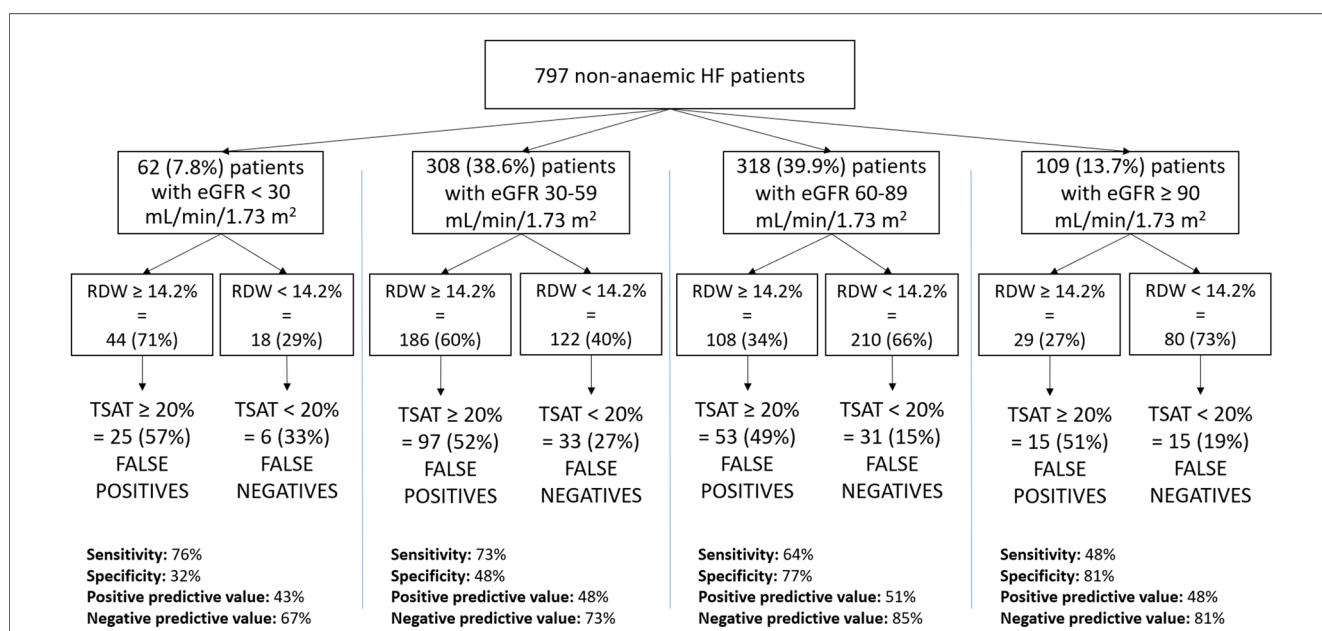 797 non-anaemic HF patients
62 (7.8%) patients
with eGFR < 30
mL/min/1.73 m²
308 (38.6%) patients
with eGFR 30-59
mL/min/1.73 m²
318 (39.9%) patients
with eGFR 60-89
mL/min/1.73 m²
109 (13.7%) patients
with eGFR ≥ 90
mL/min/1.73 m²
RDW ≥ 14.2%
=
44 (71%)
RDW < 14.2%
=
18 (29%)
RDW ≥ 14.2%
=
186 (60%)
RDW < 14.2%
=
122 (40%)
RDW ≥ 14.2%
=
108 (34%)
RDW < 14.2%
=
210 (66%)
RDW ≥ 14.2%
=
29 (27%)
RDW < 14.2%
=
80 (73%)
TSAT ≥ 20%
= 25 (57%)
FALSE
POSITIVES
TSAT < 20%
= 6 (33%)
FALSE
NEGATIVES
TSAT ≥ 20%
= 97 (52%)
FALSE
POSITIVES
TSAT < 20%
= 33 (27%)
FALSE
NEGATIVES
TSAT ≥ 20%
= 53 (49%)
FALSE
POSITIVES
TSAT < 20%
= 31 (15%)
FALSE
NEGATIVES
TSAT ≥ 20%
= 15 (51%)
FALSE
POSITIVES
TSAT < 20%
= 15 (19%)
FALSE
NEGATIVES
Sensitivity: 76%
Specificity: 32%
Positive predictive value: 43%
Negative predictive value: 67%
Sensitivity: 73%
Specificity: 48%
Positive predictive value: 48%
Negative predictive value: 73%
Sensitivity: 64%
Specificity: 77%
Positive predictive value: 51%
Negative predictive value: 85%
Sensitivity: 48%
Specificity: 81%
Positive predictive value: 48%
Negative predictive value: 81%